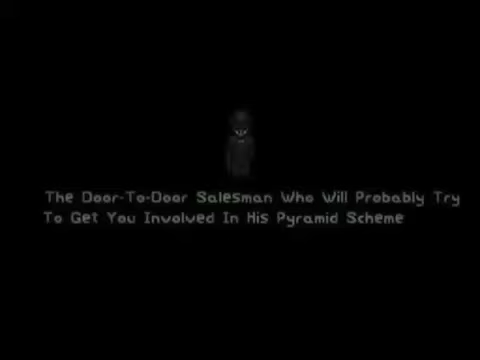 The Door-To-Door Salesman Who Will Probably Try
To Get You Involved In His Pyramid Scheme